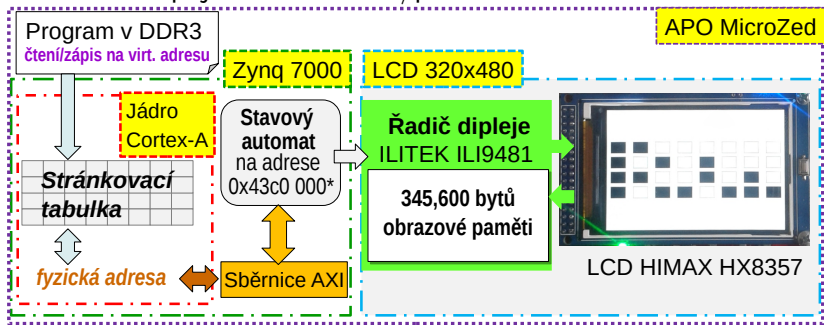 Program v DDR3
čtení/zápis na virt. adresu
APO MicroZed
Zynq 7000
LCD 320x480
Jádro
Cortex-A
Stavový
automat
na adrese
0x43c0 000*
Řadič dipleje
ILITEK ILI9481
345,600 bytů
obrazové paměti
Stránkovací
tabulka
fyzická adresa
Sběrnice AXI
LCD HIMAX HX8357